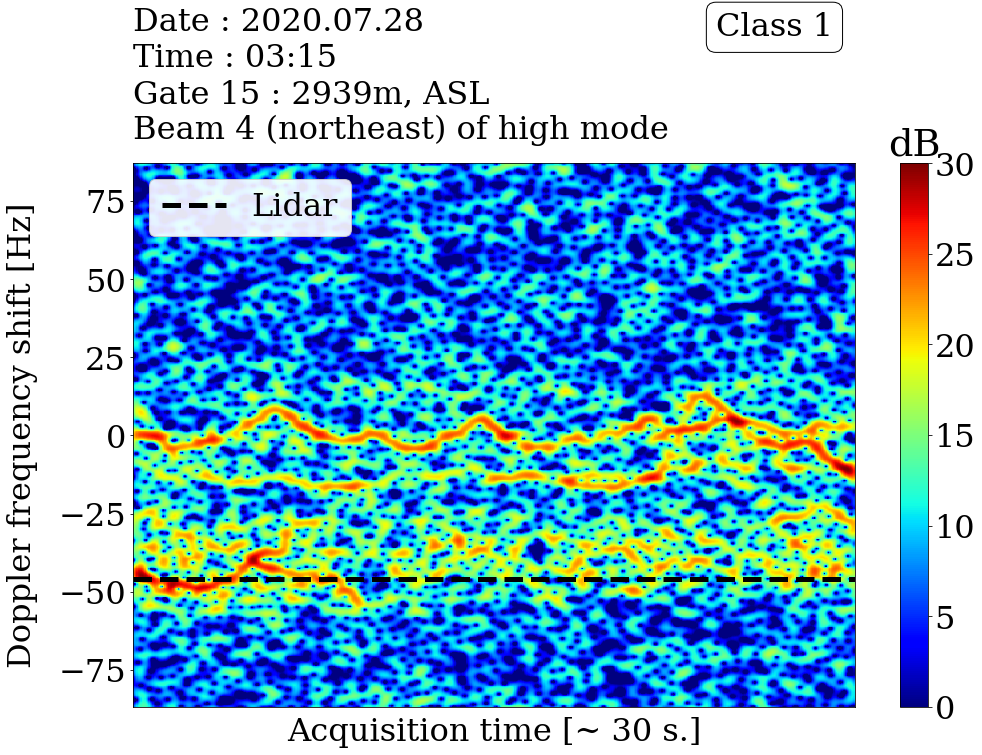 Date : 2020.07.28
Time : 03:15
Gate 15 : 2939m, ASL
Beam 4 (northeast) of high mode
Class 1
dB
Lidar
Doppler frequency shift [Hz]
75
50
25
0
−25
−50
−75
30
25
20
15
10
5
0
Acquisition time [~ 30 s.]